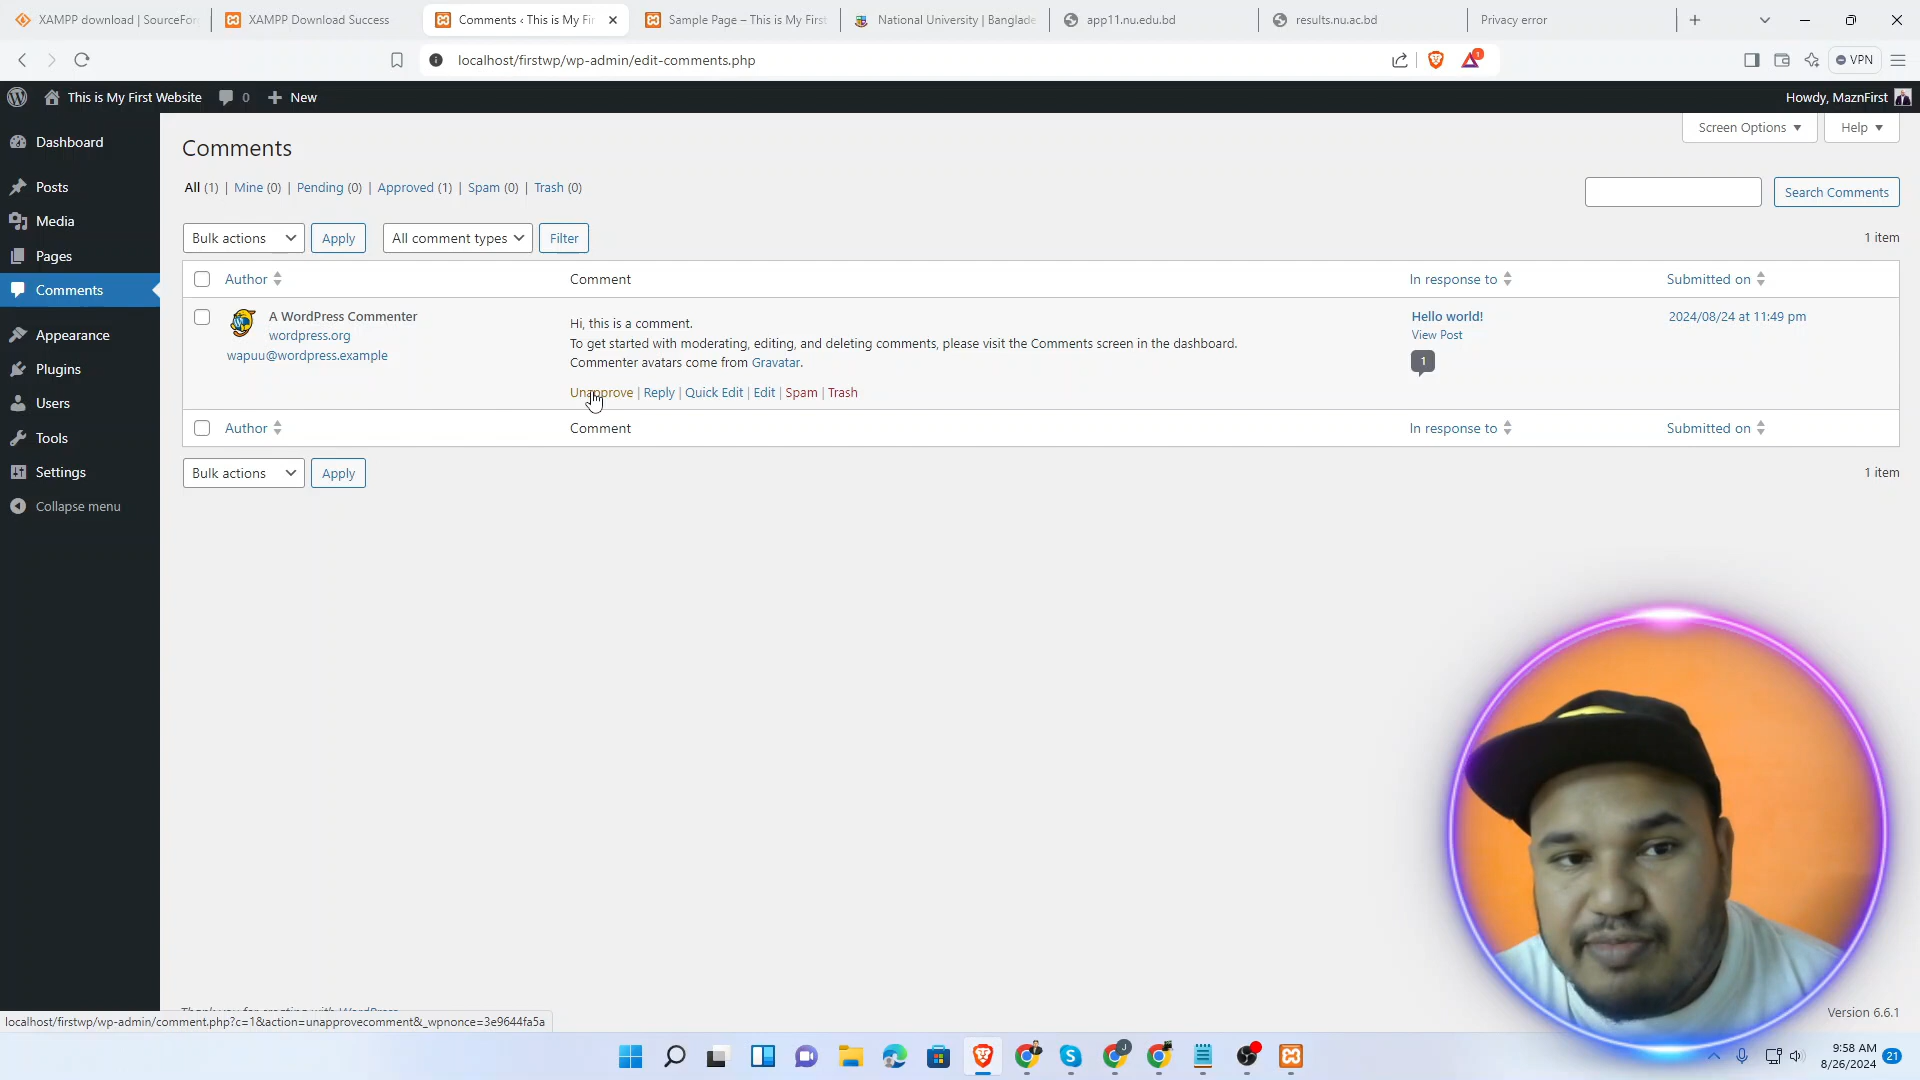 XAMPP download | SourceFor
XAMPP Download Success
Comments ‹ This is My Fir
Sample Page – This is My First
National University | Banglade
app11.nu.edu.bd
results.nu.ac.bd
Privacy error
localhost/firstwp/wp-admin/edit-comments.php
1
VPN
This is My First Website
0
New
Howdy, MaznFirst
Screen Options
Help
Dashboard
Posts
Media
Pages
Comments
Appearance
Plugins
Users
Tools
Settings
Collapse menu
Comments
All (1) | Mine (0) | Pending (0) | Approved (1) | Spam (0) | Trash (0)
Search Comments
Bulk actions
Apply
All comment types
Filter
1 item
Author
Comment
In response to
Submitted on
A WordPress Commenter
wordpress.org
wapuu@wordpress.example
Hi, this is a comment.
To get started with moderating, editing, and deleting comments, please visit the Comments screen in the dashboard.
Commenter avatars come from Gravatar.
Unapprove | Reply | Quick Edit | Edit | Spam | Trash
Hello world!
View Post
1
2024/08/24 at 11:49 pm
Author
Comment
In response to
Submitted on
Bulk actions
Apply
1 item
Thank you for creating with WordPress.
Version 6.6.1
localhost/firstwp/wp-admin/comment.php?c=1&action=unapprovecomment&_wpnonce=3e9644fa5a
9:58 AM
8/26/2024
21